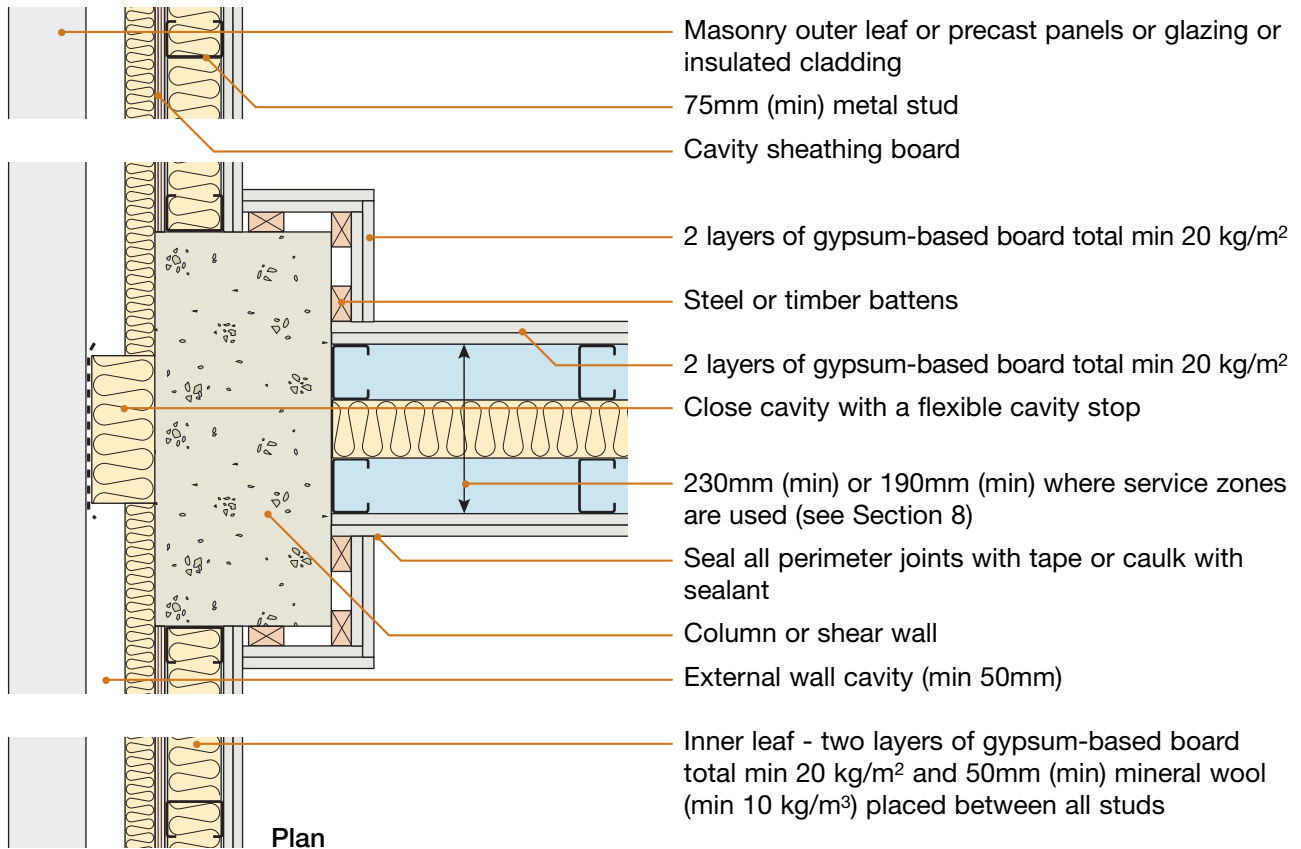 Masonry outer leaf or precast panels or glazing or
insulated cladding
75mm (min) metal stud
Cavity sheathing board
2 layers of gypsum-based board total min 20 kg/m²
Steel or timber battens
2 layers of gypsum-based board total min 20 kg/m²
Close cavity with a flexible cavity stop
230mm (min) or 190mm (min) where service zones
are used (see Section 8)
Seal all perimeter joints with tape or caulk with
sealant
Column or shear wall
External wall cavity (min 50mm)
Inner leaf - two layers of gypsum-based board
total min 20 kg/m² and 50mm (min) mineral wool
(min 10 kg/m³) placed between all studs
Plan